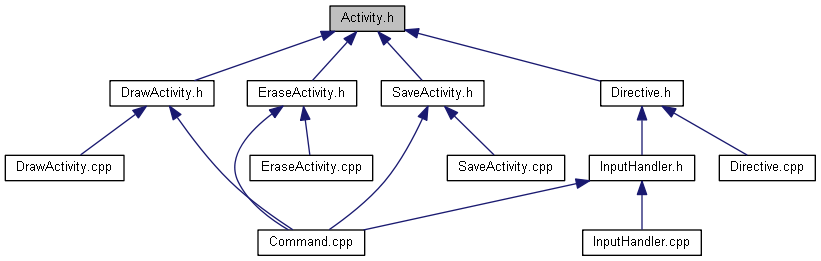 Activity.h
DrawActivity.h
EraseActivity.h
SaveActivity.h
Directive.h
DrawActivity.cpp
EraseActivity.cpp
SaveActivity.cpp
InputHandler.h
Directive.cpp
Command.cpp
InputHandler.cpp